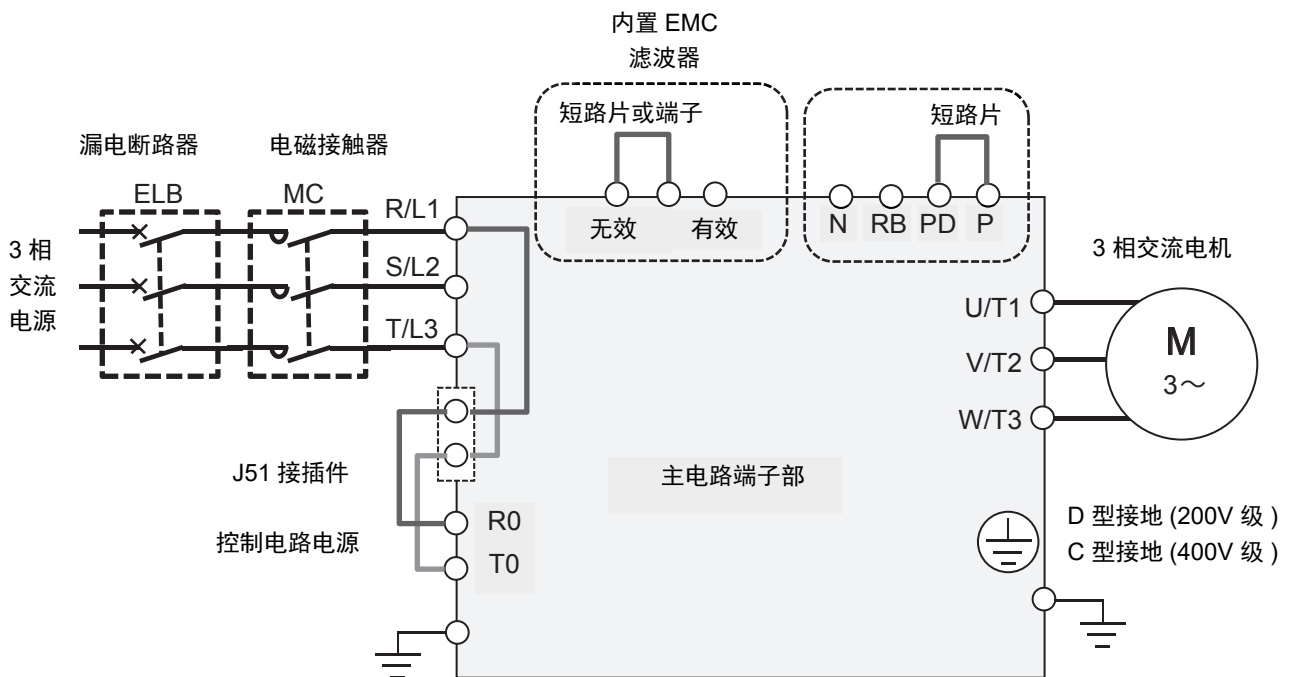 内置 EMC
滤波器
短路片或端子
短路片
漏电断路器
电磁接触器
ELB
MC
R/L1
无效
有效
N
RB
PD
P
3 相
交流
电源
S/L2
T/L3
3 相交流电机
U/T1
V/T2
W/T3
M
3～
J51 接插件
主电路端子部
控制电路电源
R0
T0
D 型接地 (200V 级 )
C 型接地 (400V 级 )